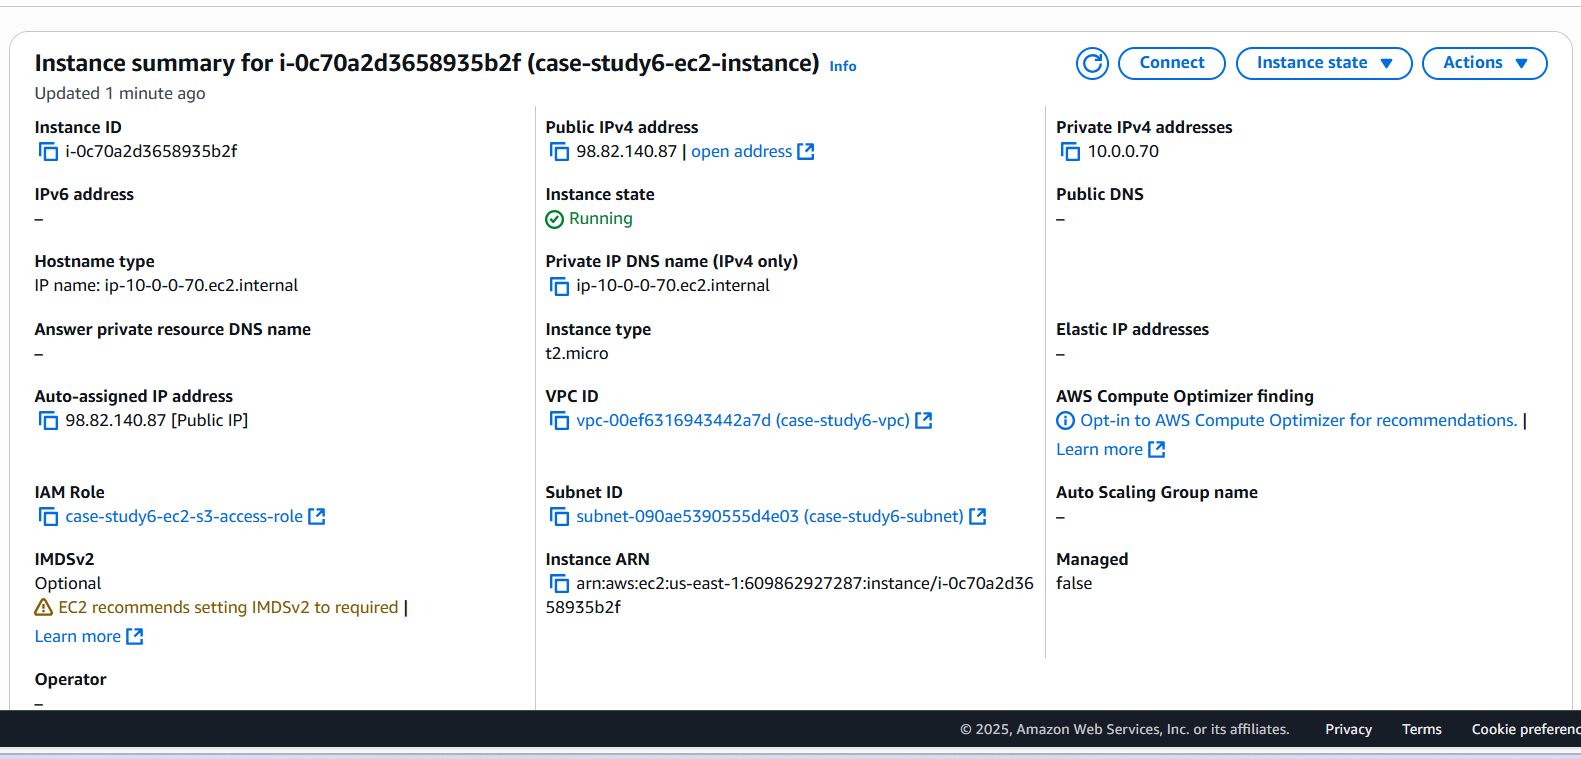 Instance summary for i-0c70a2d3658935b2f (case-study6-ec2-instance) Info
Updated 1 minute ago
Connect
Instance state
Actions
Instance ID
i-0c70a2d3658935b2f
Public IPv4 address
98.82.140.87 | open address
Private IPv4 addresses
10.0.0.70
IPv6 address
–
Instance state
Running
Public DNS
–
Hostname type
IP name: ip-10-0-0-70.ec2.internal
Private IP DNS name (IPv4 only)
ip-10-0-0-70.ec2.internal
Answer private resource DNS name
–
Instance type
t2.micro
Elastic IP addresses
–
Auto-assigned IP address
98.82.140.87 [Public IP]
VPC ID
vpc-00ef6316943442a7d (case-study6-vpc)
AWS Compute Optimizer finding
Opt-in to AWS Compute Optimizer for recommendations. |
Learn more
IAM Role
case-study6-ec2-s3-access-role
Subnet ID
subnet-090ae5390555d4e03 (case-study6-subnet)
Auto Scaling Group name
–
IMDSv2
Optional
EC2 recommends setting IMDSv2 to required |
Learn more
Instance ARN
arn:aws:ec2:us-east-1:609862927287:instance/i-0c70a2d36
58935b2f
Managed
false
Operator
–
© 2025, Amazon Web Services, Inc. or its affiliates.
Privacy
Terms
Cookie preferenc